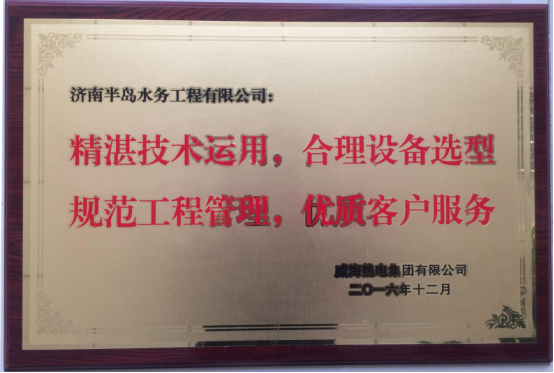 济南半岛水务工程有限公司：
精湛技术运用，合理设备选型
规范工程管理，优质客户服务
威海热电集团有限公司
二〇一六年十二月